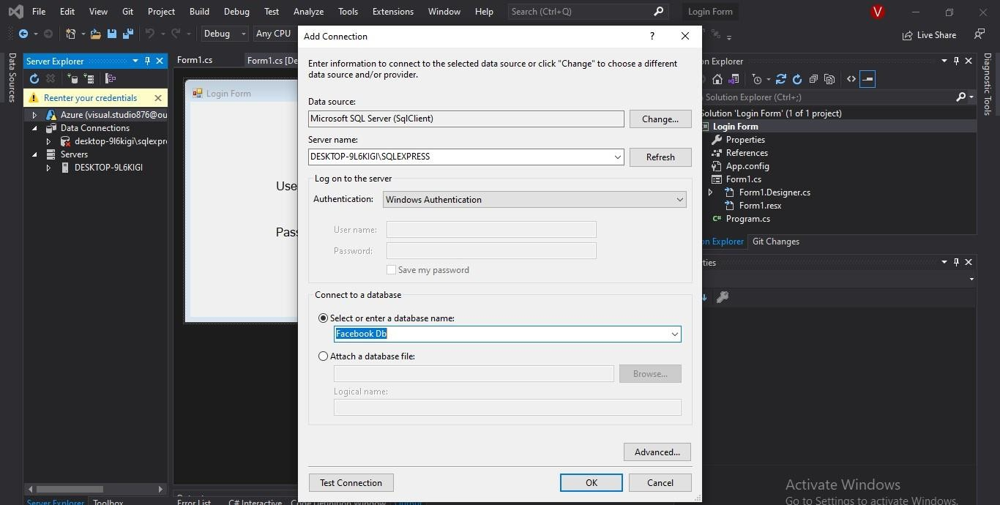 File Edit View Git Project Build Debug Test Analyze Tools Extensions Window Help Search (Ctrl+Q) Login Form V
Debug Any CPU Live Share
Add Connection ?
Enter information to connect to the selected data source or click "Change" to choose a different
data source and/or provider.
Data source:
Microsoft SQL Server (SqlClient) Change...
Server name:
DESKTOP-9L6KIGI\SQLEXPRESS Refresh
Log on to the server
Authentication: Windows Authentication
User name:
Password:
Save my password
Connect to a database
Select or enter a database name:
Facebook Db
Attach a database file:
Browse...
Logical name:
Advanced...
Test Connection OK Cancel
Data Sources
Server Explorer
Reenter your credentials
Azure (visual.studio876@ou
Data Connections
desktop-9l6kigi\sqlexpre
Servers
DESKTOP-9L6KIGI
Server Explorer Toolbox
Form1.cs Form1.cs [De
Login Form
Use
Pass
Error List C# Interactive Code Definition Window Output
on Explorer
Solution Explorer (Ctrl+;)
Solution 'Login Form' (1 of 1 project)
Login Form
Properties
References
App.config
Form1.cs
Form1.Designer.cs
Form1.resx
Program.cs
on Explorer Git Changes
ties
Diagnostic Tools
Activate Windows
Go to Settings to activate Windows.